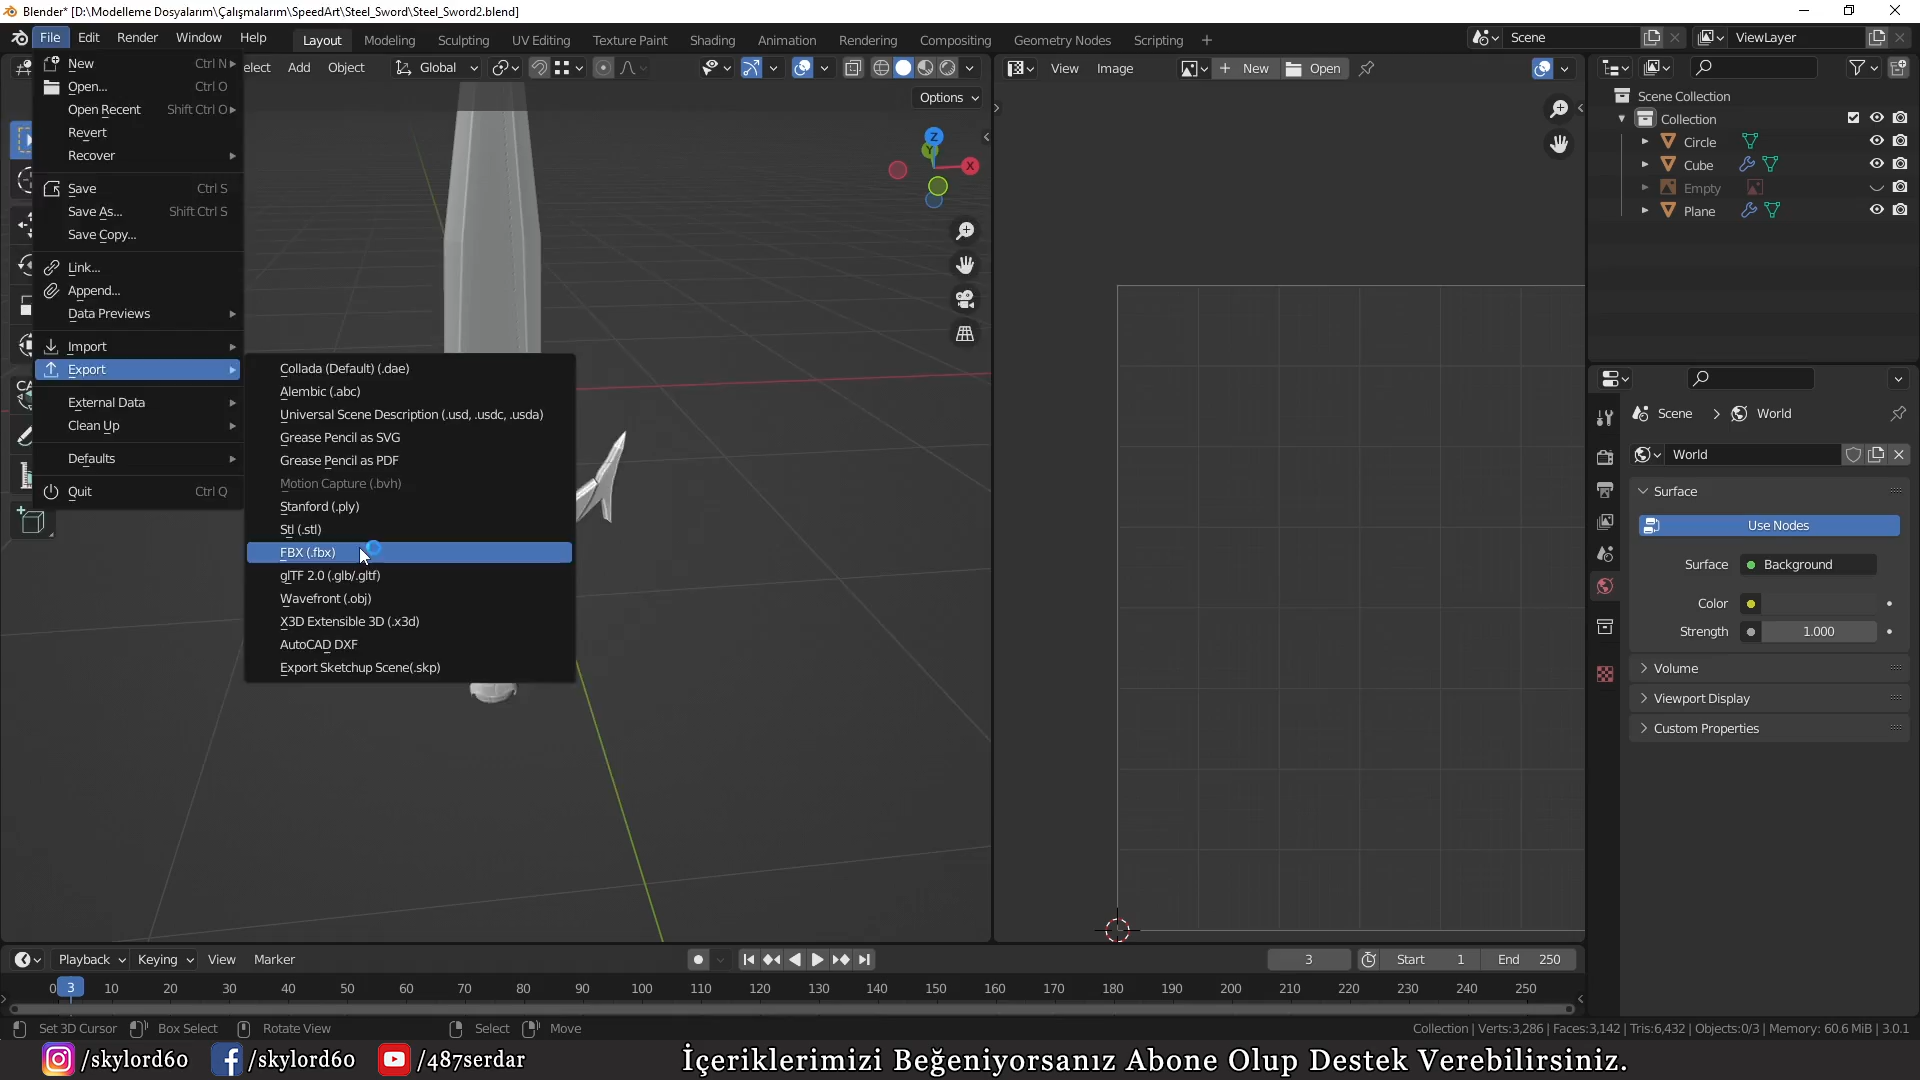 Blender* [D:\Modelleme Dosyalarım\Çalışmalarım\SpeedArt\Steel_Sword\Steel_Sword2.blend]
File Edit Render Window Help Layout Modeling Sculpting UV Editing Texture Paint Shading Animation Rendering Compositing Geometry Nodes Scripting + Scene ViewLayer
elect Add Object Global View Image + New Open
Options
New Ctrl N
Open... Ctrl O
Open Recent Shift Ctrl O
Revert
Recover
Save Ctrl S
Save As... Shift Ctrl S
Save Copy...
Link...
Append...
Data Previews
Import
Export
External Data
Clean Up
Defaults
Quit Ctrl Q
Collada (Default) (.dae)
Alembic (.abc)
Universal Scene Description (.usd, .usdc, .usda)
Grease Pencil as SVG
Grease Pencil as PDF
Motion Capture (.bvh)
Stanford (.ply)
Stl (.stl)
FBX (.fbx)
glTF 2.0 (.glb/.gltf)
Wavefront (.obj)
X3D Extensible 3D (.x3d)
AutoCAD DXF
Export Sketchup Scene(.skp)
Z
Y
X
Scene Collection
Collection
Circle
Cube
Empty
Plane
Scene > World
World
Surface
Use Nodes
Surface Background
Color
Strength 1.000
Volume
Viewport Display
Custom Properties
Playback Keying View Marker 3 Start 1 End 250
0 3 10 20 30 40 50 60 70 80 90 100 110 120 130 140 150 160 170 180 190 200 210 220 230 240 250
Set 3D Cursor Box Select Rotate View Select Move Collection | Verts:3,286 | Faces:3,142 | Tris:6,432 | Objects:0/3 | Memory: 60.6 MiB | 3.0.1
/skylord60 /skylord60 /487serdar İçeriklerimizi Beğeniyorsanız Abone Olup Destek Verebilirsiniz.